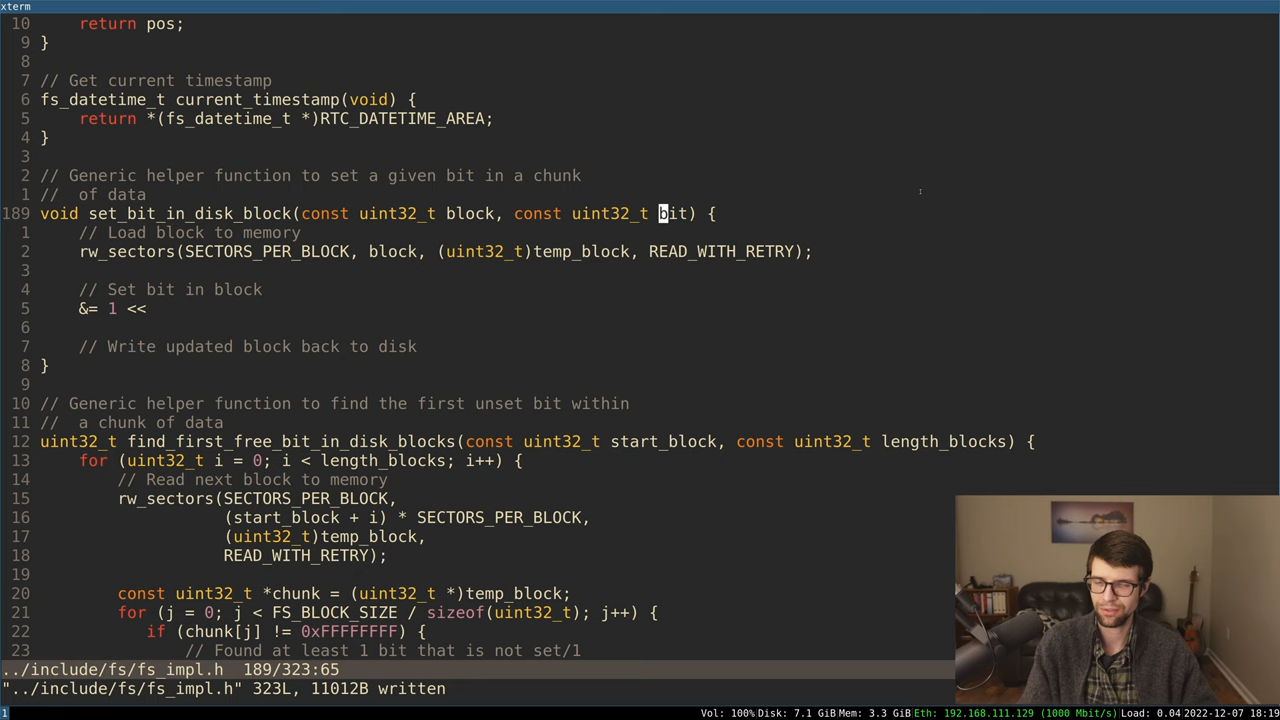 xterm
10 return pos;
9 }
8
7 // Get current timestamp
6 fs_datetime_t current_timestamp(void) {
5 return *(fs_datetime_t *)RTC_DATETIME_AREA;
4 }
3
2 // Generic helper function to set a given bit in a chunk
1 // of data
189 void set_bit_in_disk_block(const uint32_t block, const uint32_t bit) {
1 // Load block to memory
2 rw_sectors(SECTORS_PER_BLOCK, block, (uint32_t)temp_block, READ_WITH_RETRY);
3
4 // Set bit in block
5 &= 1 <<
6
7 // Write updated block back to disk
8 }
9
10 // Generic helper function to find the first unset bit within
11 // a chunk of data
12 uint32_t find_first_free_bit_in_disk_blocks(const uint32_t start_block, const uint32_t length_blocks) {
13 for (uint32_t i = 0; i < length_blocks; i++) {
14 // Read next block to memory
15 rw_sectors(SECTORS_PER_BLOCK,
16 (start_block + i) * SECTORS_PER_BLOCK,
17 (uint32_t)temp_block,
18 READ_WITH_RETRY);
19
20 const uint32_t *chunk = (uint32_t *)temp_block;
21 for (j = 0; j < FS_BLOCK_SIZE / sizeof(uint32_t); j++) {
22 if (chunk[j] != 0xFFFFFFFF) {
23 // Found at least 1 bit that is not set/1
../include/fs/fs_impl.h 189/323:65
"../include/fs/fs_impl.h" 323L, 11012B written
1 Vol: 100% Disk: 7.1 GiB Mem: 3.3 GiB Eth: 192.168.111.129 (1000 Mbit/s) Load: 0.04 2022-12-07 18:19